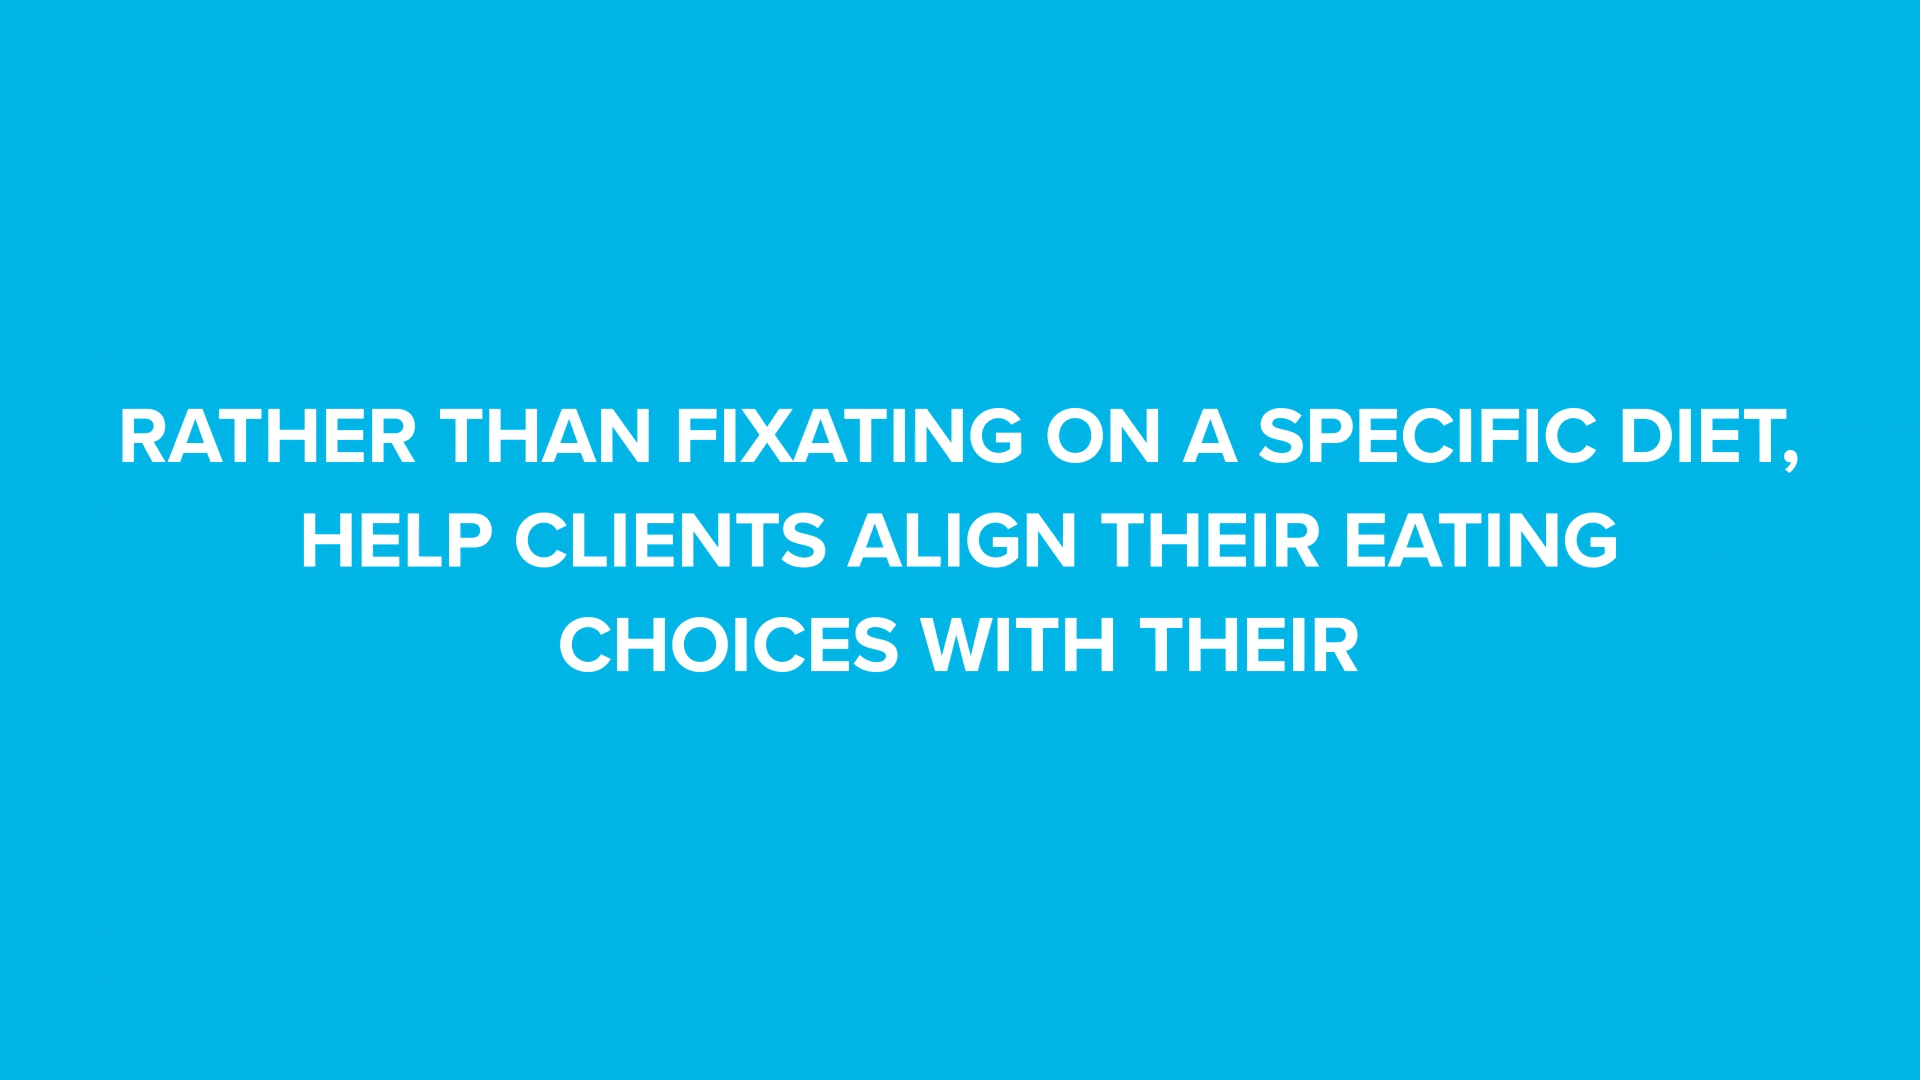 RATHER THAN FIXATING ON A SPECIFIC DIET,
HELP CLIENTS ALIGN THEIR EATING
CHOICES WITH THEIR